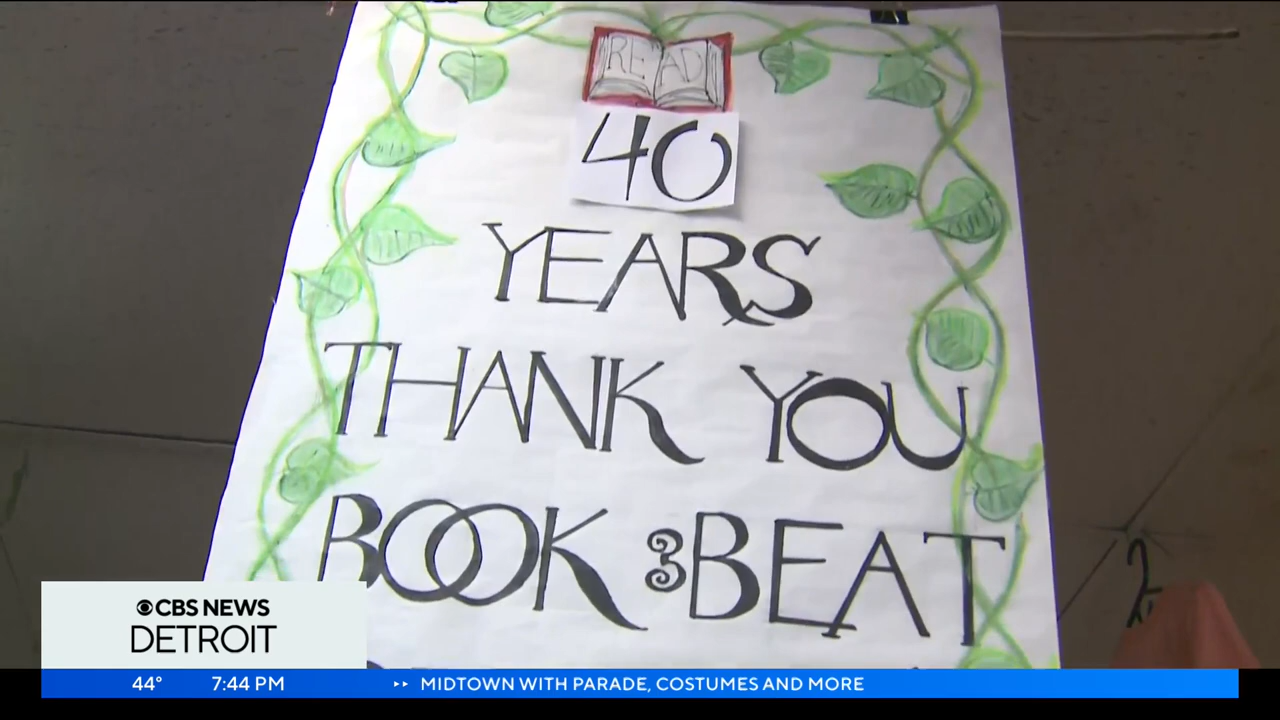 READ
40
YEARS
THANK YOU
BOOK BEAT
CBS NEWS
DETROIT
44° 7:44 PM MIDTOWN WITH PARADE, COSTUMES AND MORE